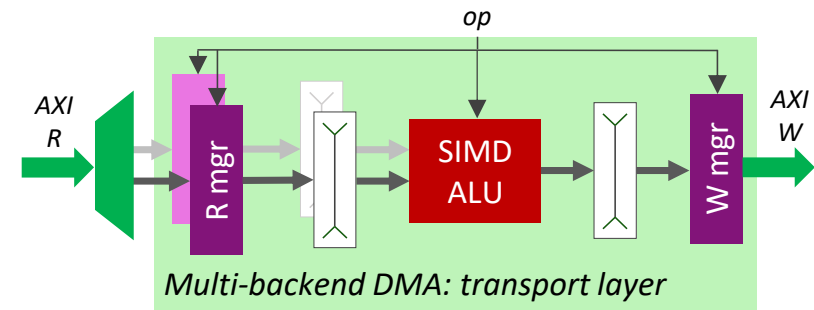 op
AXI
R
R mgr
SIMD
ALU
W mgr
AXI
W
Multi-backend DMA: transport layer